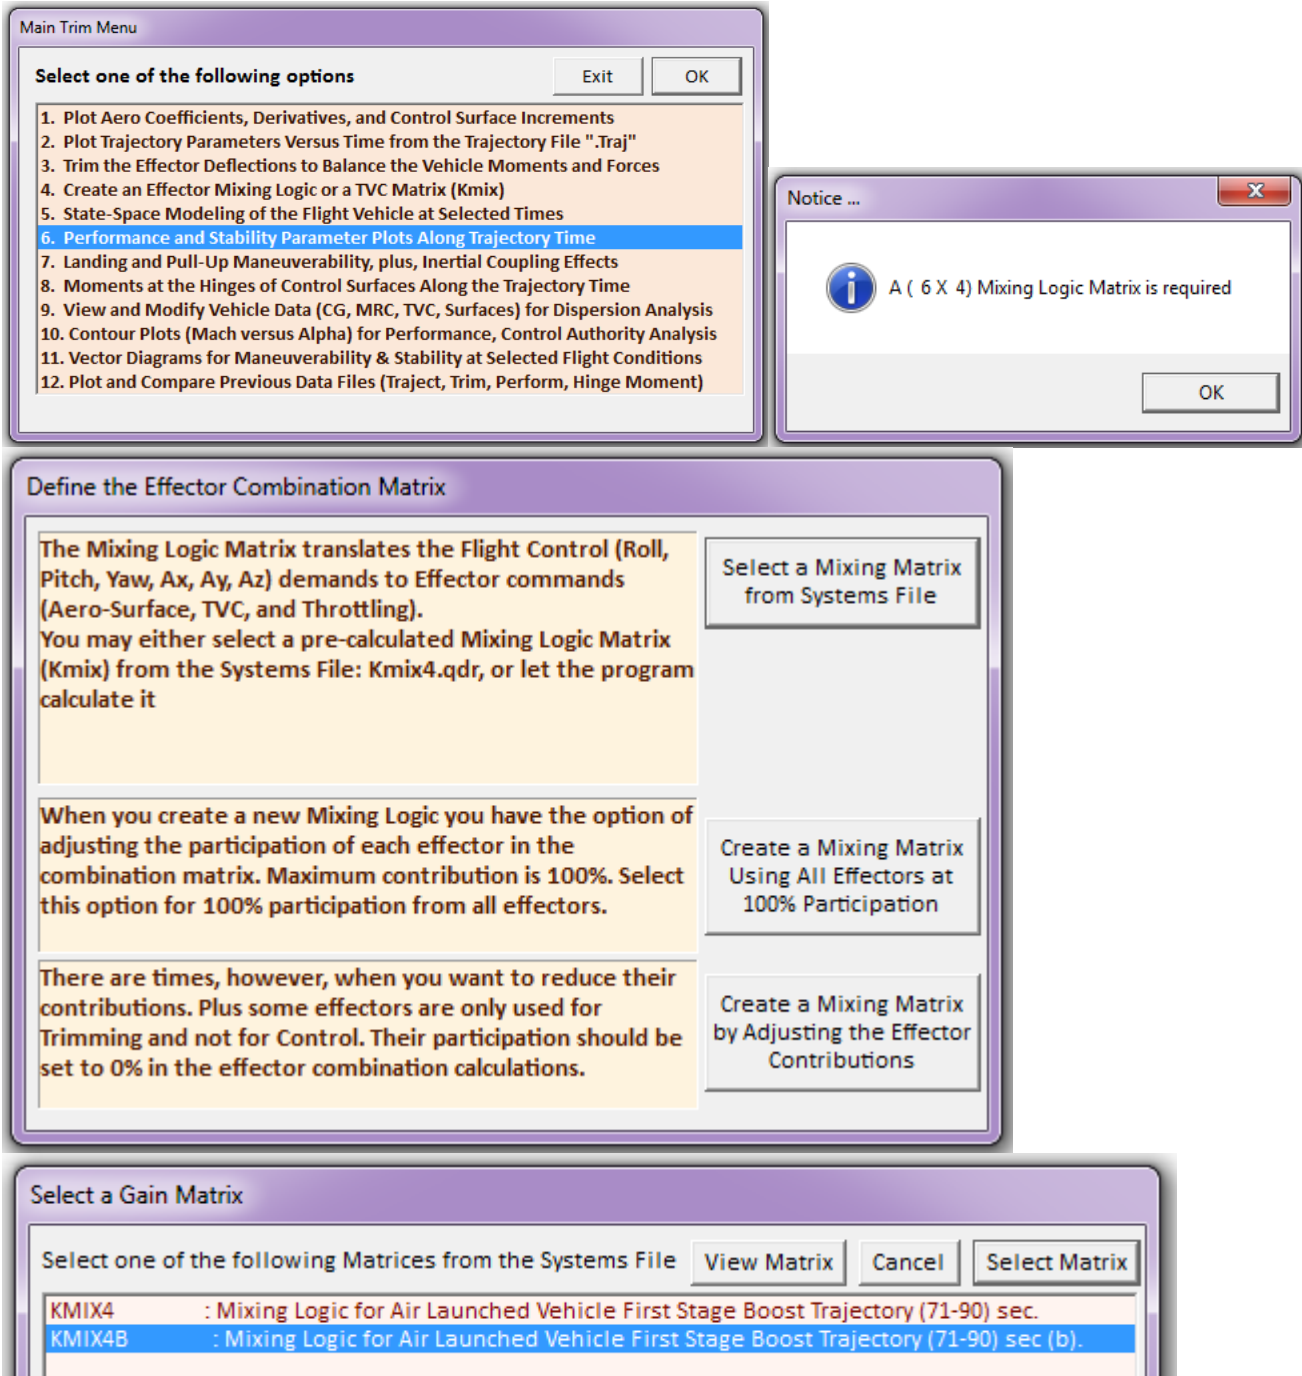 Main Trim Menu
Select one of the following options
Exit
OK
1. Plot Aero Coefficients, Derivatives, and Control Surface Increments
2. Plot Trajectory Parameters Versus Time from the Trajectory File ".Traj"
3. Trim the Effector Deflections to Balance the Vehicle Moments and Forces
4. Create an Effector Mixing Logic or a TVC Matrix (Kmix)
5. State-Space Modeling of the Flight Vehicle at Selected Times
6. Performance and Stability Parameter Plots Along Trajectory Time
7. Landing and Pull-Up Maneuverability, plus, Inertial Coupling Effects
8. Moments at the Hinges of Control Surfaces Along the Trajectory Time
9. View and Modify Vehicle Data (CG, MRC, TVC, Surfaces) for Dispersion Analysis
10. Contour Plots (Mach versus Alpha) for Performance, Control Authority Analysis
11. Vector Diagrams for Maneuverability & Stability at Selected Flight Conditions
12. Plot and Compare Previous Data Files (Traject, Trim, Perform, Hinge Moment)
Notice ...
A ( 6 X 4) Mixing Logic Matrix is required
OK
Define the Effector Combination Matrix
The Mixing Logic Matrix translates the Flight Control (Roll,
Pitch, Yaw, Ax, Ay, Az) demands to Effector commands
(Aero-Surface, TVC, and Throttling).
You may either select a pre-calculated Mixing Logic Matrix
(Kmix) from the Systems File: Kmix4.qdr, or let the program
calculate it
Select a Mixing Matrix
from Systems File
When you create a new Mixing Logic you have the option of
adjusting the participation of each effector in the
combination matrix. Maximum contribution is 100%. Select
this option for 100% participation from all effectors.
Create a Mixing Matrix
Using All Effectors at
100% Participation
There are times, however, when you want to reduce their
contributions. Plus some effectors are only used for
Trimming and not for Control. Their participation should be
set to 0% in the effector combination calculations.
Create a Mixing Matrix
by Adjusting the Effector
Contributions
Select a Gain Matrix
Select one of the following Matrices from the Systems File
View Matrix
Cancel
Select Matrix
KMIX4 : Mixing Logic for Air Launched Vehicle First Stage Boost Trajectory (71-90) sec.
KMIX4B : Mixing Logic for Air Launched Vehicle First Stage Boost Trajectory (71-90) sec (b).